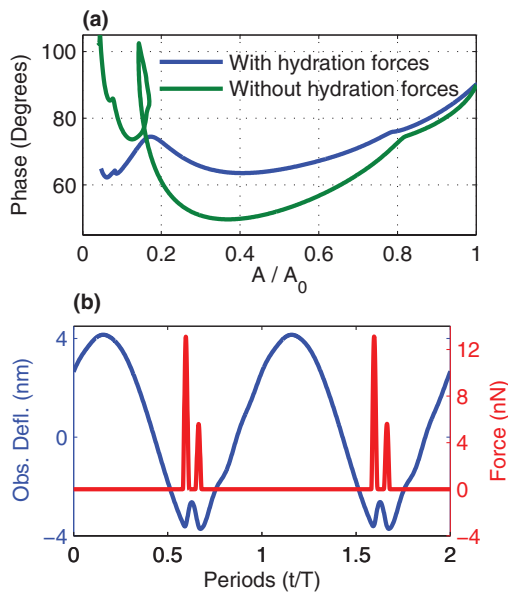 (a)
100
80
60
Phase (Degrees)
With hydration forces
Without hydration forces
0 0.2 0.4 0.6 0.8 1
A / A0
(b)
4
0
−4
Obs. Defl. (nm)
12
8
4
0
−4
Force (nN)
0 0.5 1 1.5 2
Periods (t/T)